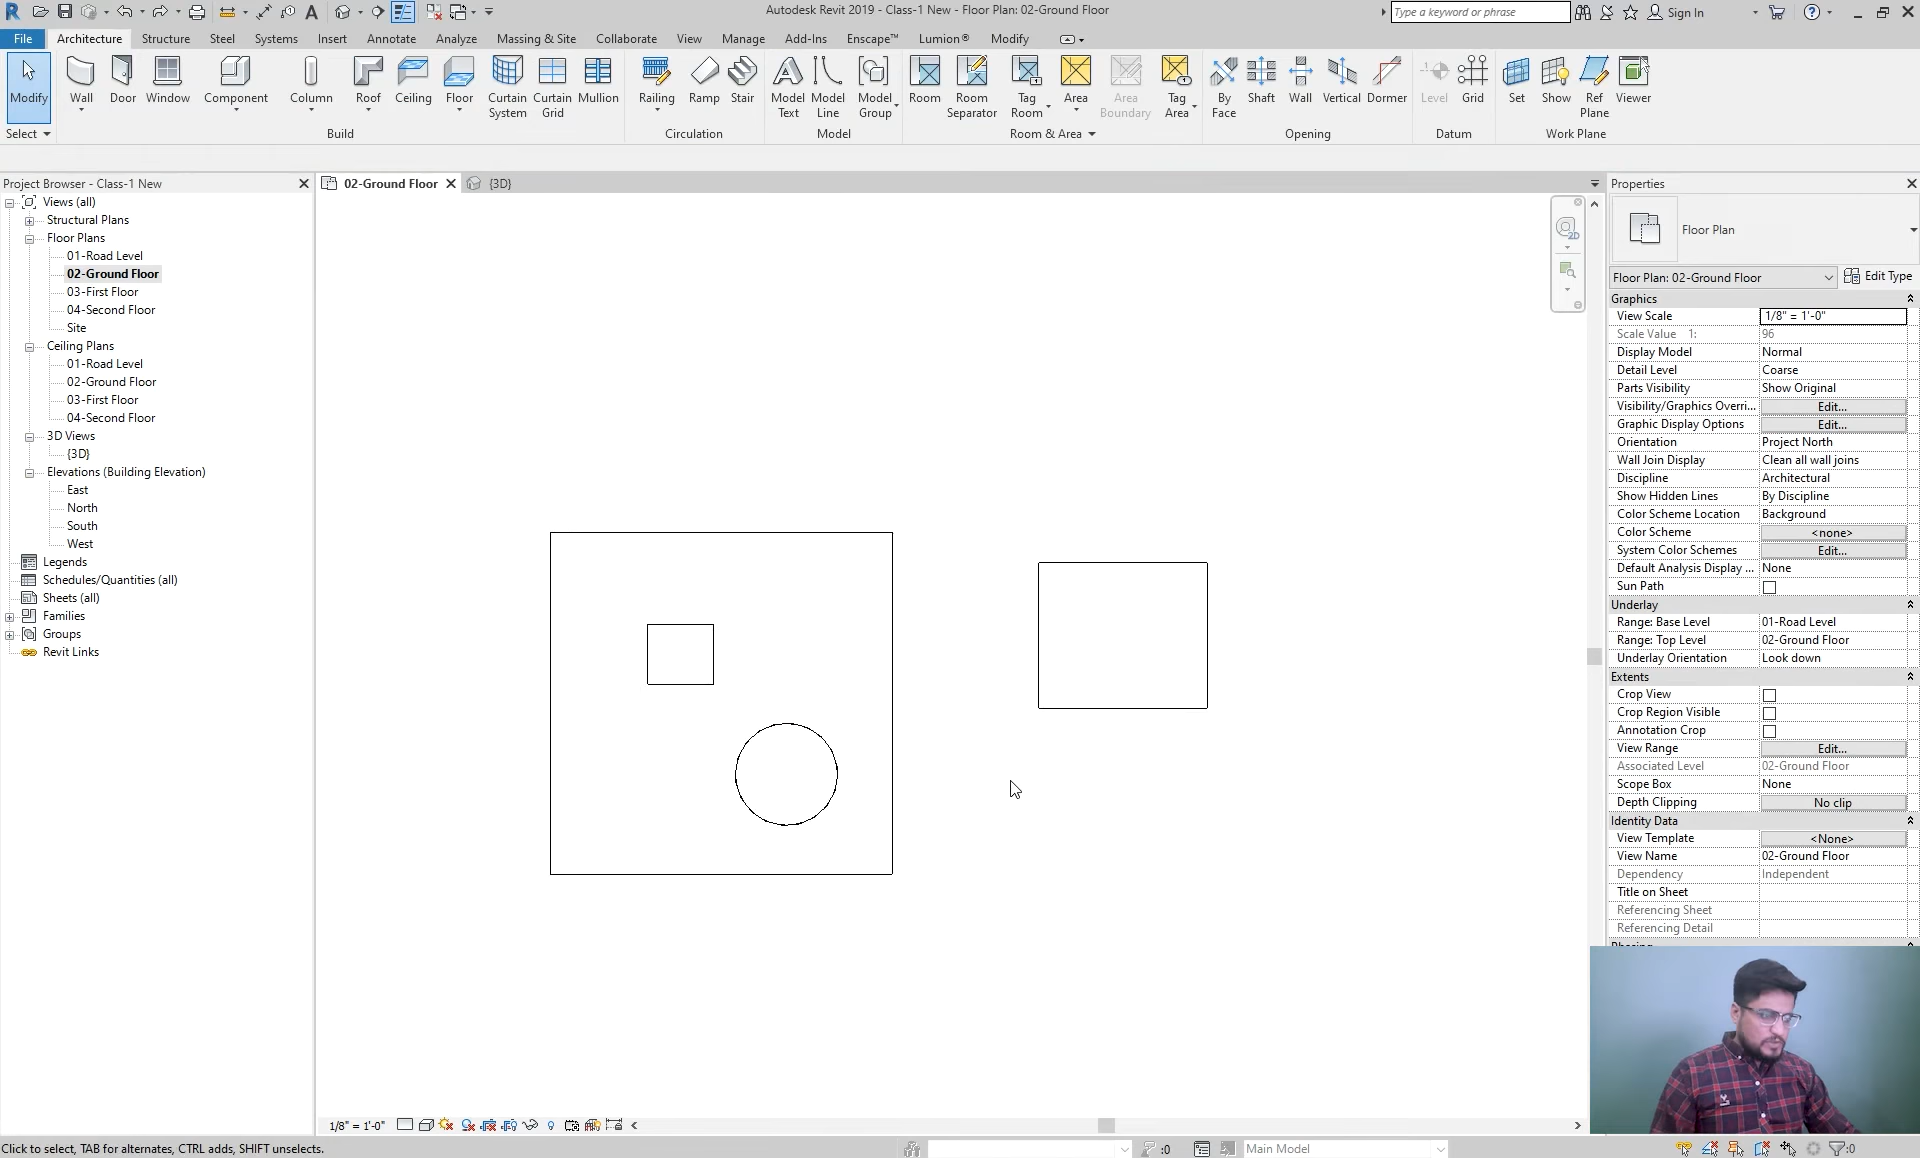 Autodesk Revit 2019 - Class-1 New - Floor Plan: 02-Ground Floor
Type a keyword or phrase
Sign In
File Architecture Structure Steel Systems Insert Annotate Analyze Massing & Site Collaborate View Manage Add-Ins Enscape™ Lumion® Modify
Modify Wall Door Window Component Column Roof Ceiling Floor Curtain System Curtain Grid Mullion Railing Ramp Stair Model Text Model Line Model Group Room Room Separator Tag Room Area Area Boundary Tag Area By Face Shaft Wall Vertical Dormer Level Grid Set Show Ref Plane Viewer
Select Build Circulation Model Room & Area Opening Datum Work Plane
Project Browser - Class-1 New
Views (all)
Structural Plans
Floor Plans
01-Road Level
02-Ground Floor
03-First Floor
04-Second Floor
Site
Ceiling Plans
01-Road Level
02-Ground Floor
03-First Floor
04-Second Floor
3D Views
{3D}
Elevations (Building Elevation)
East
North
South
West
Legends
Schedules/Quantities (all)
Sheets (all)
Families
Groups
Revit Links
02-Ground Floor
{3D}
2D
Properties
Floor Plan
Floor Plan: 02-Ground Floor Edit Type
Graphics
View Scale 1/8" = 1'-0"
Scale Value 1: 96
Display Model Normal
Detail Level Coarse
Parts Visibility Show Original
Visibility/Graphics Overri... Edit...
Graphic Display Options Edit...
Orientation Project North
Wall Join Display Clean all wall joins
Discipline Architectural
Show Hidden Lines By Discipline
Color Scheme Location Background
Color Scheme <none>
System Color Schemes Edit...
Default Analysis Display ... None
Sun Path
Underlay
Range: Base Level 01-Road Level
Range: Top Level 02-Ground Floor
Underlay Orientation Look down
Extents
Crop View
Crop Region Visible
Annotation Crop
View Range Edit...
Associated Level 02-Ground Floor
Scope Box None
Depth Clipping No clip
Identity Data
View Template <None>
View Name 02-Ground Floor
Dependency Independent
Title on Sheet
Referencing Sheet
Referencing Detail
1/8" = 1'-0"
Click to select, TAB for alternates, CTRL adds, SHIFT unselects.
:0
Main Model
:0